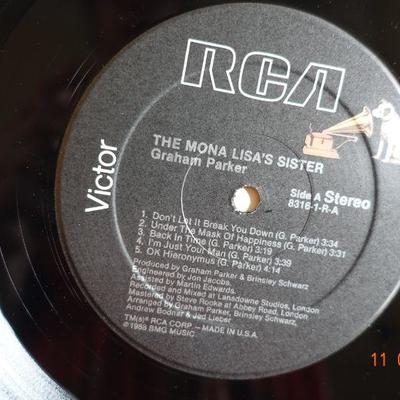 RCA
Victor
THE MONA LISA'S SISTER
Graham Parker
Side A Stereo
8316-1-R-A
1. Don't Let It Break You Down (G. Parker) 3:34
2. Under The Mask Of Happiness (G. Parker) 3:31
3. Back In Time (G. Parker) 3:19
4. I'm Just Your Man (G. Parker) 3:39
5. OK Hieronymus (G. Parker) 4:14
Produced by Graham Parker & Brinsley Schwarz
Engineered by Jon Jacobs.
Assisted by Martin Edwards.
Recorded and Mixed at Lansdowne Studios, London
Mastered by Steve Rooke at Abbey Road, London
Arranged by Graham Parker, Brinsley Schwarz,
Andrew Bodnar & Jed Lieber
TM(s)® RCA CORP. – MADE IN U.S.A.
©1988 BMG MUSIC
11